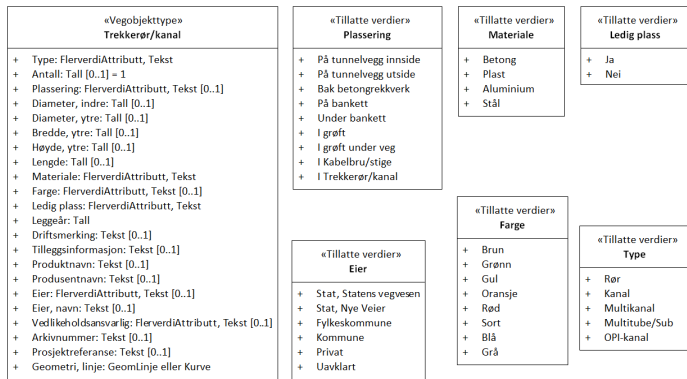 «Vegobjekttype»
Trekkerør/kanal
+ Type: FlerverdiAttributt, Tekst
+ Antall: Tall [0..1] = 1
+ Plassering: FlerverdiAttributt, Tekst [0..1]
+ Diameter, indre: Tall [0..1]
+ Diameter, ytre: Tall [0..1]
+ Bredde, ytre: Tall [0..1]
+ Høyde, ytre: Tall [0..1]
+ Lengde: Tall [0..1]
+ Materiale: FlerverdiAttributt, Tekst
+ Farge: FlerverdiAttributt, Tekst [0..1]
+ Ledig plass: FlerverdiAttributt, Tekst
+ Leggeår: Tall
+ Driftsmerking: Tekst [0..1]
+ Tilleggsinformasjon: Tekst [0..1]
+ Produktnavn: Tekst [0..1]
+ Produsentnavn: Tekst [0..1]
+ Eier: FlerverdiAttributt, Tekst [0..1]
+ Eier, navn: Tekst [0..1]
+ Vedlikeholdsansvarlig: FlerverdiAttributt, Tekst [0..1]
+ Arkivnummer: Tekst [0..1]
+ Prosjektreferanse: Tekst [0..1]
+ Geometri, linje: GeomLinje eller Kurve
«Tillatte verdier»
Plassering
+ På tunnelvegg innside
+ På tunnelvegg utside
+ Bak betongrekkverk
+ På bankett
+ Under bankett
+ I grøft
+ I grøft under veg
+ I Kabelbru/stige
+ I Trekkerør/kanal
«Tillatte verdier»
Materiale
+ Betong
+ Plast
+ Aluminium
+ Stål
«Tillatte verdier»
Ledig plass
+ Ja
+ Nei
«Tillatte verdier»
Eier
+ Stat, Statens vegvesen
+ Stat, Nye Veier
+ Fylkeskommune
+ Kommune
+ Privat
+ Uavklart
«Tillatte verdier»
Farge
+ Brun
+ Grønn
+ Gul
+ Oransje
+ Rød
+ Sort
+ Blå
+ Grå
«Tillatte verdier»
Type
+ Rør
+ Kanal
+ Multikanal
+ Multitube/Sub
+ OPI-kanal